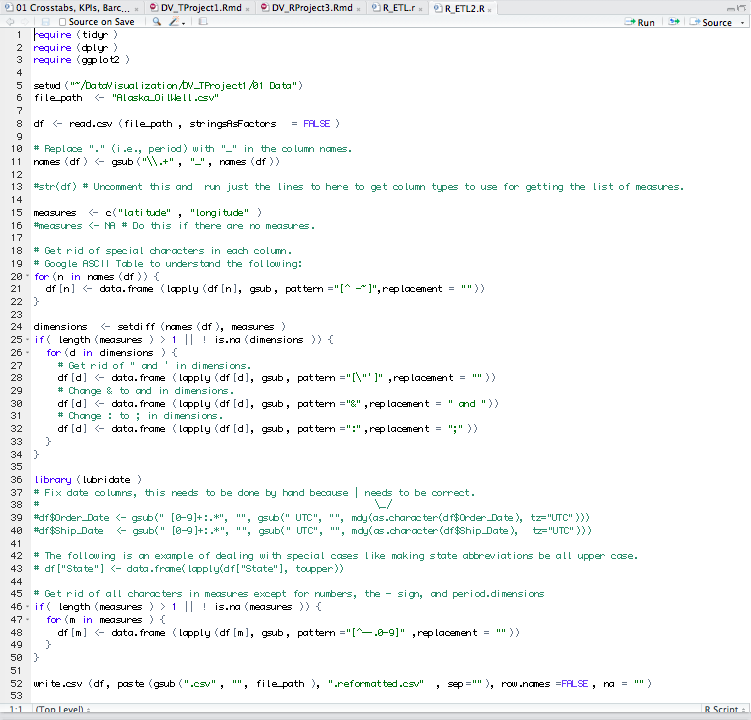 01 Crosstabs, KPIs, Barc... DV_TProject1.Rmd DV_RProject3.Rmd R_ETL.r R_ETL2.R
Source on Save Run Source
1 require (tidyr )
2 require (dplyr )
3 require (ggplot2 )
4
5 setwd ("~/DataVisualization/DV_TProject1/01 Data")
6 file_path <- "Alaska_OilWell.csv"
7
8 df <- read.csv (file_path , stringsAsFactors = FALSE )
9
10 # Replace "." (i.e., period) with "_" in the column names.
11 names (df) <- gsub ("\\.+" , "_" , names (df))
12
13 #str(df) # Uncomment this and run just the lines to here to get column types to use for getting the list of measures.
14
15 measures <- c("latitude" , "longitude" )
16 #measures <- NA # Do this if there are no measures.
17
18 # Get rid of special characters in each column.
19 # Google ASCII Table to understand the following:
20 for (n in names (df )) {
21 df [n] <- data.frame (lapply (df [n], gsub , pattern ="[^ -~]",replacement = ""))
22 }
23
24 dimensions <- setdiff (names (df), measures )
25 if( length (measures ) > 1 || ! is.na (dimensions )) {
26 for (d in dimensions ) {
27 # Get rid of " and ' in dimensions.
28 df [d] <- data.frame (lapply (df [d], gsub , pattern ="[\"']" ,replacement = "" ))
29 # Change & to and in dimensions.
30 df [d] <- data.frame (lapply (df [d], gsub , pattern ="&" ,replacement = " and "))
31 # Change : to ; in dimensions.
32 df [d] <- data.frame (lapply (df [d], gsub , pattern =":" ,replacement = ";" ))
33 }
34 }
35
36 library (lubridate )
37 # Fix date columns, this needs to be done by hand because | needs to be correct.
38 # \_/
39 #df$Order_Date <- gsub(" [0-9]+:.*", "", gsub(" UTC", "", mdy(as.character(df$Order_Date), tz="UTC")))
40 #df$Ship_Date <- gsub(" [0-9]+:.*", "", gsub(" UTC", "", mdy(as.character(df$Ship_Date), tz="UTC")))
41
42 # The following is an example of dealing with special cases like making state abbreviations be all upper case.
43 # df["State"] <- data.frame(lapply(df["State"], toupper))
44
45 # Get rid of all characters in measures except for numbers, the - sign, and period.dimensions
46 if( length (measures ) > 1 || ! is.na (measures )) {
47 for (m in measures ) {
48 df [m] <- data.frame (lapply (df [m], gsub , pattern ="[^--.0-9]" ,replacement = "" ))
49 }
50 }
51
52 write.csv (df, paste (gsub (".csv" , "", file_path ), ".reformatted.csv" , sep =""), row.names =FALSE , na = "" )
53
1:1 (Top Level) R Script